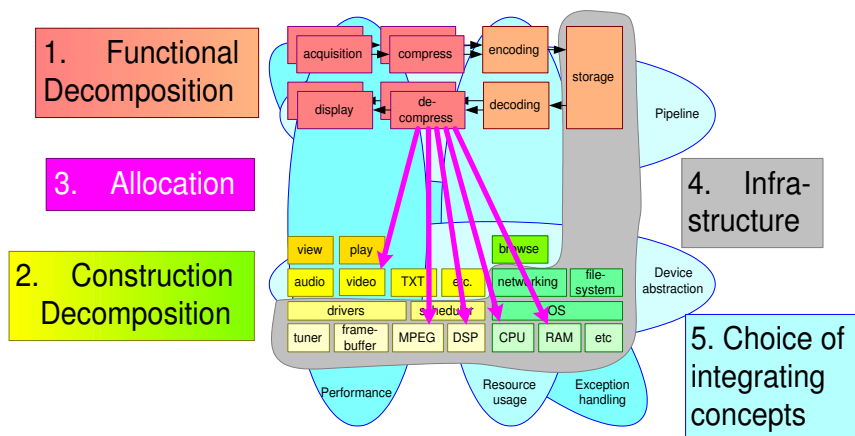 1. Functional
Decomposition
acquisition
compress
encoding
storage
display
de-
compress
decoding
Pipeline
3. Allocation
4. Infra-
structure
2. Construction
Decomposition
view
play
browse
audio
video
TXT
etc.
networking
file-
system
Device
abstraction
drivers
scheduler
OS
tuner
frame-
buffer
MPEG
DSP
CPU
RAM
etc
5. Choice of
integrating
concepts
Performance
Resource
usage
Exception
handling